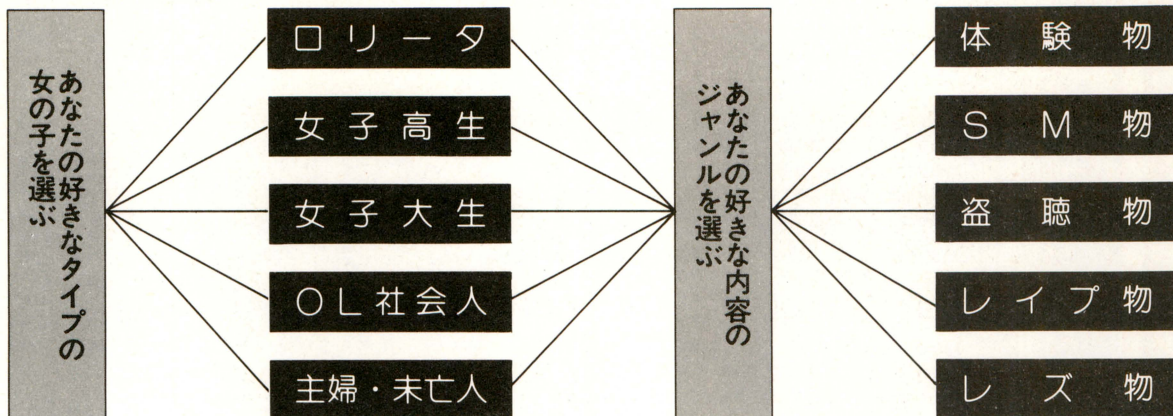 あなたの好きなタイプの
女の子を選ぶ
ロリータ
女子高生
女子大生
OL社会人
主婦・未亡人
あなたの好きな内容の
ジャンルを選ぶ
体験物
SM物
盗聴物
レイプ物
レズ物